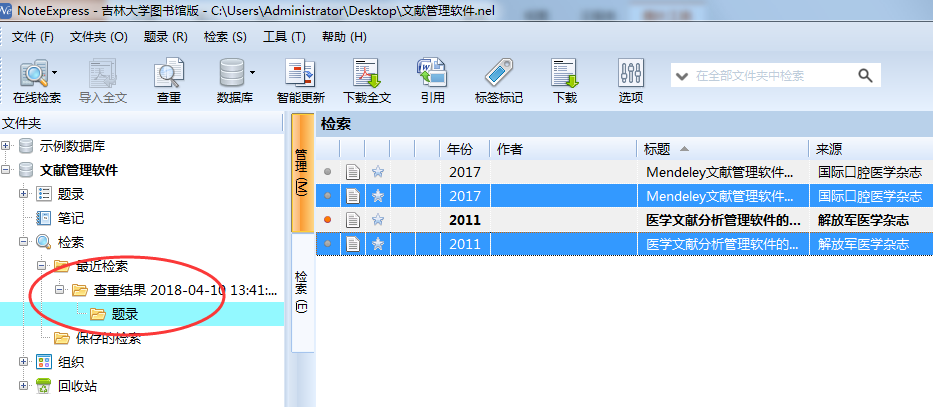 NoteExpress - 吉林大学图书馆版 - C:\Users\Administrator\Desktop\文献管理软件.nel
文件 (F) 文件夹 (O) 题录 (R) 检索 (S) 工具 (T) 帮助 (H)
在线检索 导入全文 查重 数据库 智能更新 下载全文 引用 标签标记 下载 选项 在全部文件夹中检索
文件夹
示例数据库
文献管理软件
题录
笔记
检索
最近检索
查重结果 2018-04-10 13:41:...
题录
保存的检索
组织
回收站
管理 (M)
检索 (E)
检索
年份 作者 标题 来源
2017 Mendeley文献管理软件... 国际口腔医学杂志
2017 Mendeley文献管理软件... 国际口腔医学杂志
2011 医学文献分析管理软件的... 解放军医学杂志
2011 医学文献分析管理软件的... 解放军医学杂志